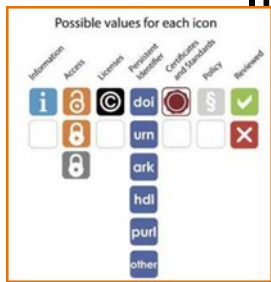 Possible values for each icon
Information
Access
Licenses
Persistent
Identifier
Certificates
and Standards
Policy
Reviewed
i
©
doi
§
urn
ark
hdl
purl
other